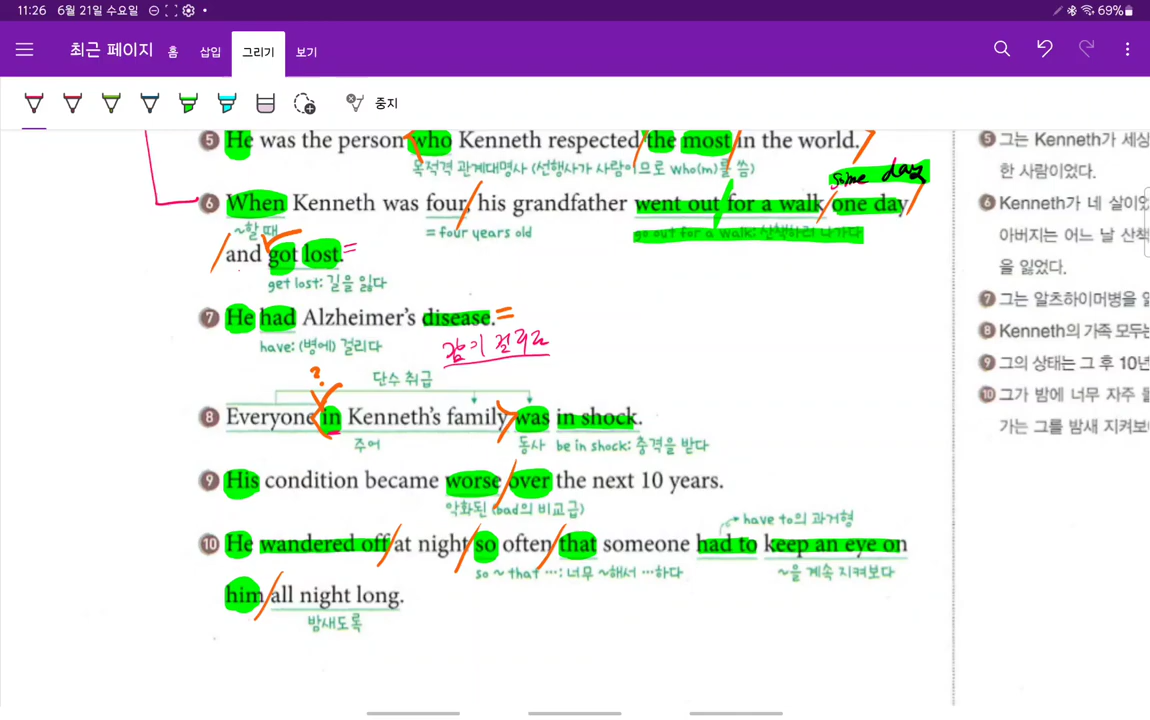 11:26 6월 21일 수요일 69%
최근 페이지 홈 삽입 그리기 보기
중지
5 He was the person who Kenneth respected the most in the world.
목적격 관계대명사 (선행사가 사람이므로 who(m)를 씀)
some day
6 When Kenneth was four, his grandfather went out for a walk one day
~할 때 = four years old go out for a walk: 산책하러 나가다
and got lost.=
get lost: 길을 잃다
7 He had Alzheimer's disease.=
have: (병에) 걸리다
감기 걸리다
?
단수 취급
8 Everyone in Kenneth's family was in shock.
주어 동사 be in shock: 충격을 받다
9 His condition became worse over the next 10 years.
악화된 (bad의 비교급)
have to의 과거형
10 He wandered off at night so often that someone had to keep an eye on
so ~ that …: 너무 ~해서 …하다 ~을 계속 지켜보다
him all night long.
밤새도록
5 그는 Kenneth가 세상
한 사람이었다.
6 Kenneth가 네 살이었
아버지는 어느 날 산책
을 잃었다.
7 그는 알츠하이머병을
8 Kenneth의 가족 모두는
9 그의 상태는 그 후 10년
10 그가 밤에 너무 자주
가는 그를 밤새 지켜보